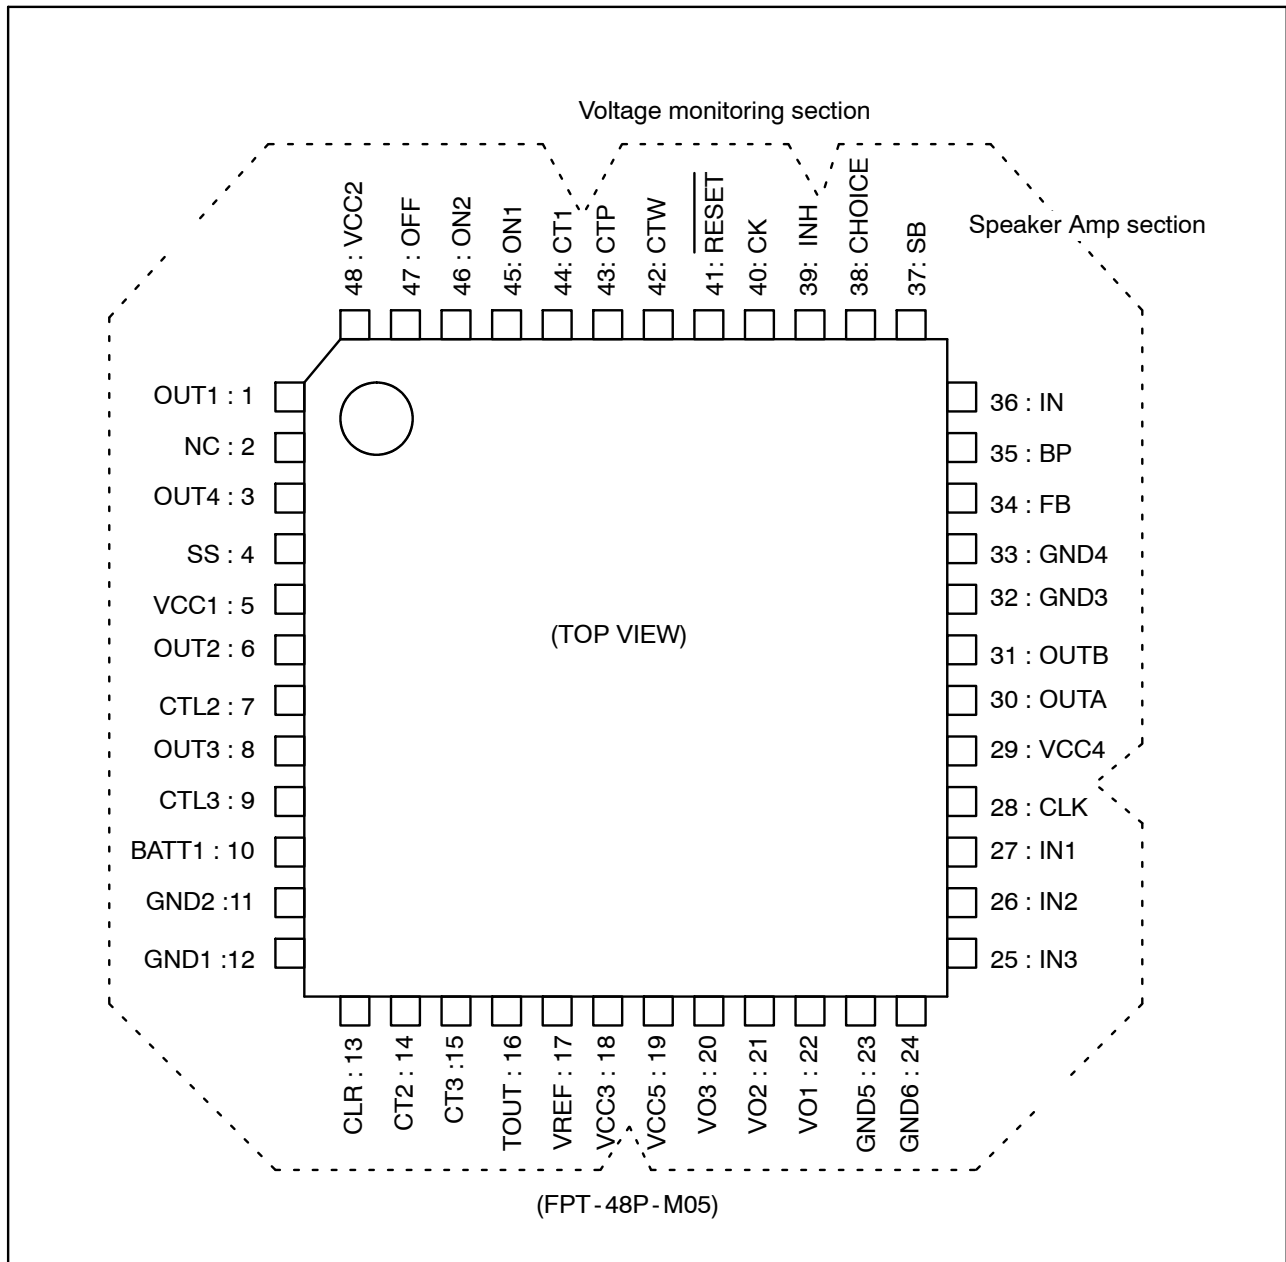 Voltage monitoring section
Speaker Amp section
48 : VCC2
47 : OFF
46 : ON2
45: ON1
44: CT1
43: CTP
42: CTW
41: RESET
40: CK
39: INH
38: CHOICE
37: SB
OUT1 : 1
NC : 2
OUT4 : 3
SS : 4
VCC1 : 5
OUT2 : 6
CTL2 : 7
OUT3 : 8
CTL3 : 9
BATT1 : 10
GND2 :11
GND1 :12
(TOP VIEW)
36 : IN
35 : BP
34 : FB
33 : GND4
32 : GND3
31 : OUTB
30 : OUTA
29 : VCC4
28 : CLK
27 : IN1
26 : IN2
25 : IN3
CLR : 13
CT2 : 14
CT3 :15
TOUT : 16
VREF : 17
VCC3 : 18
VCC5 : 19
VO3 : 20
VO2 : 21
VO1 : 22
GND5 : 23
GND6 : 24
(FPT-48P-M05)